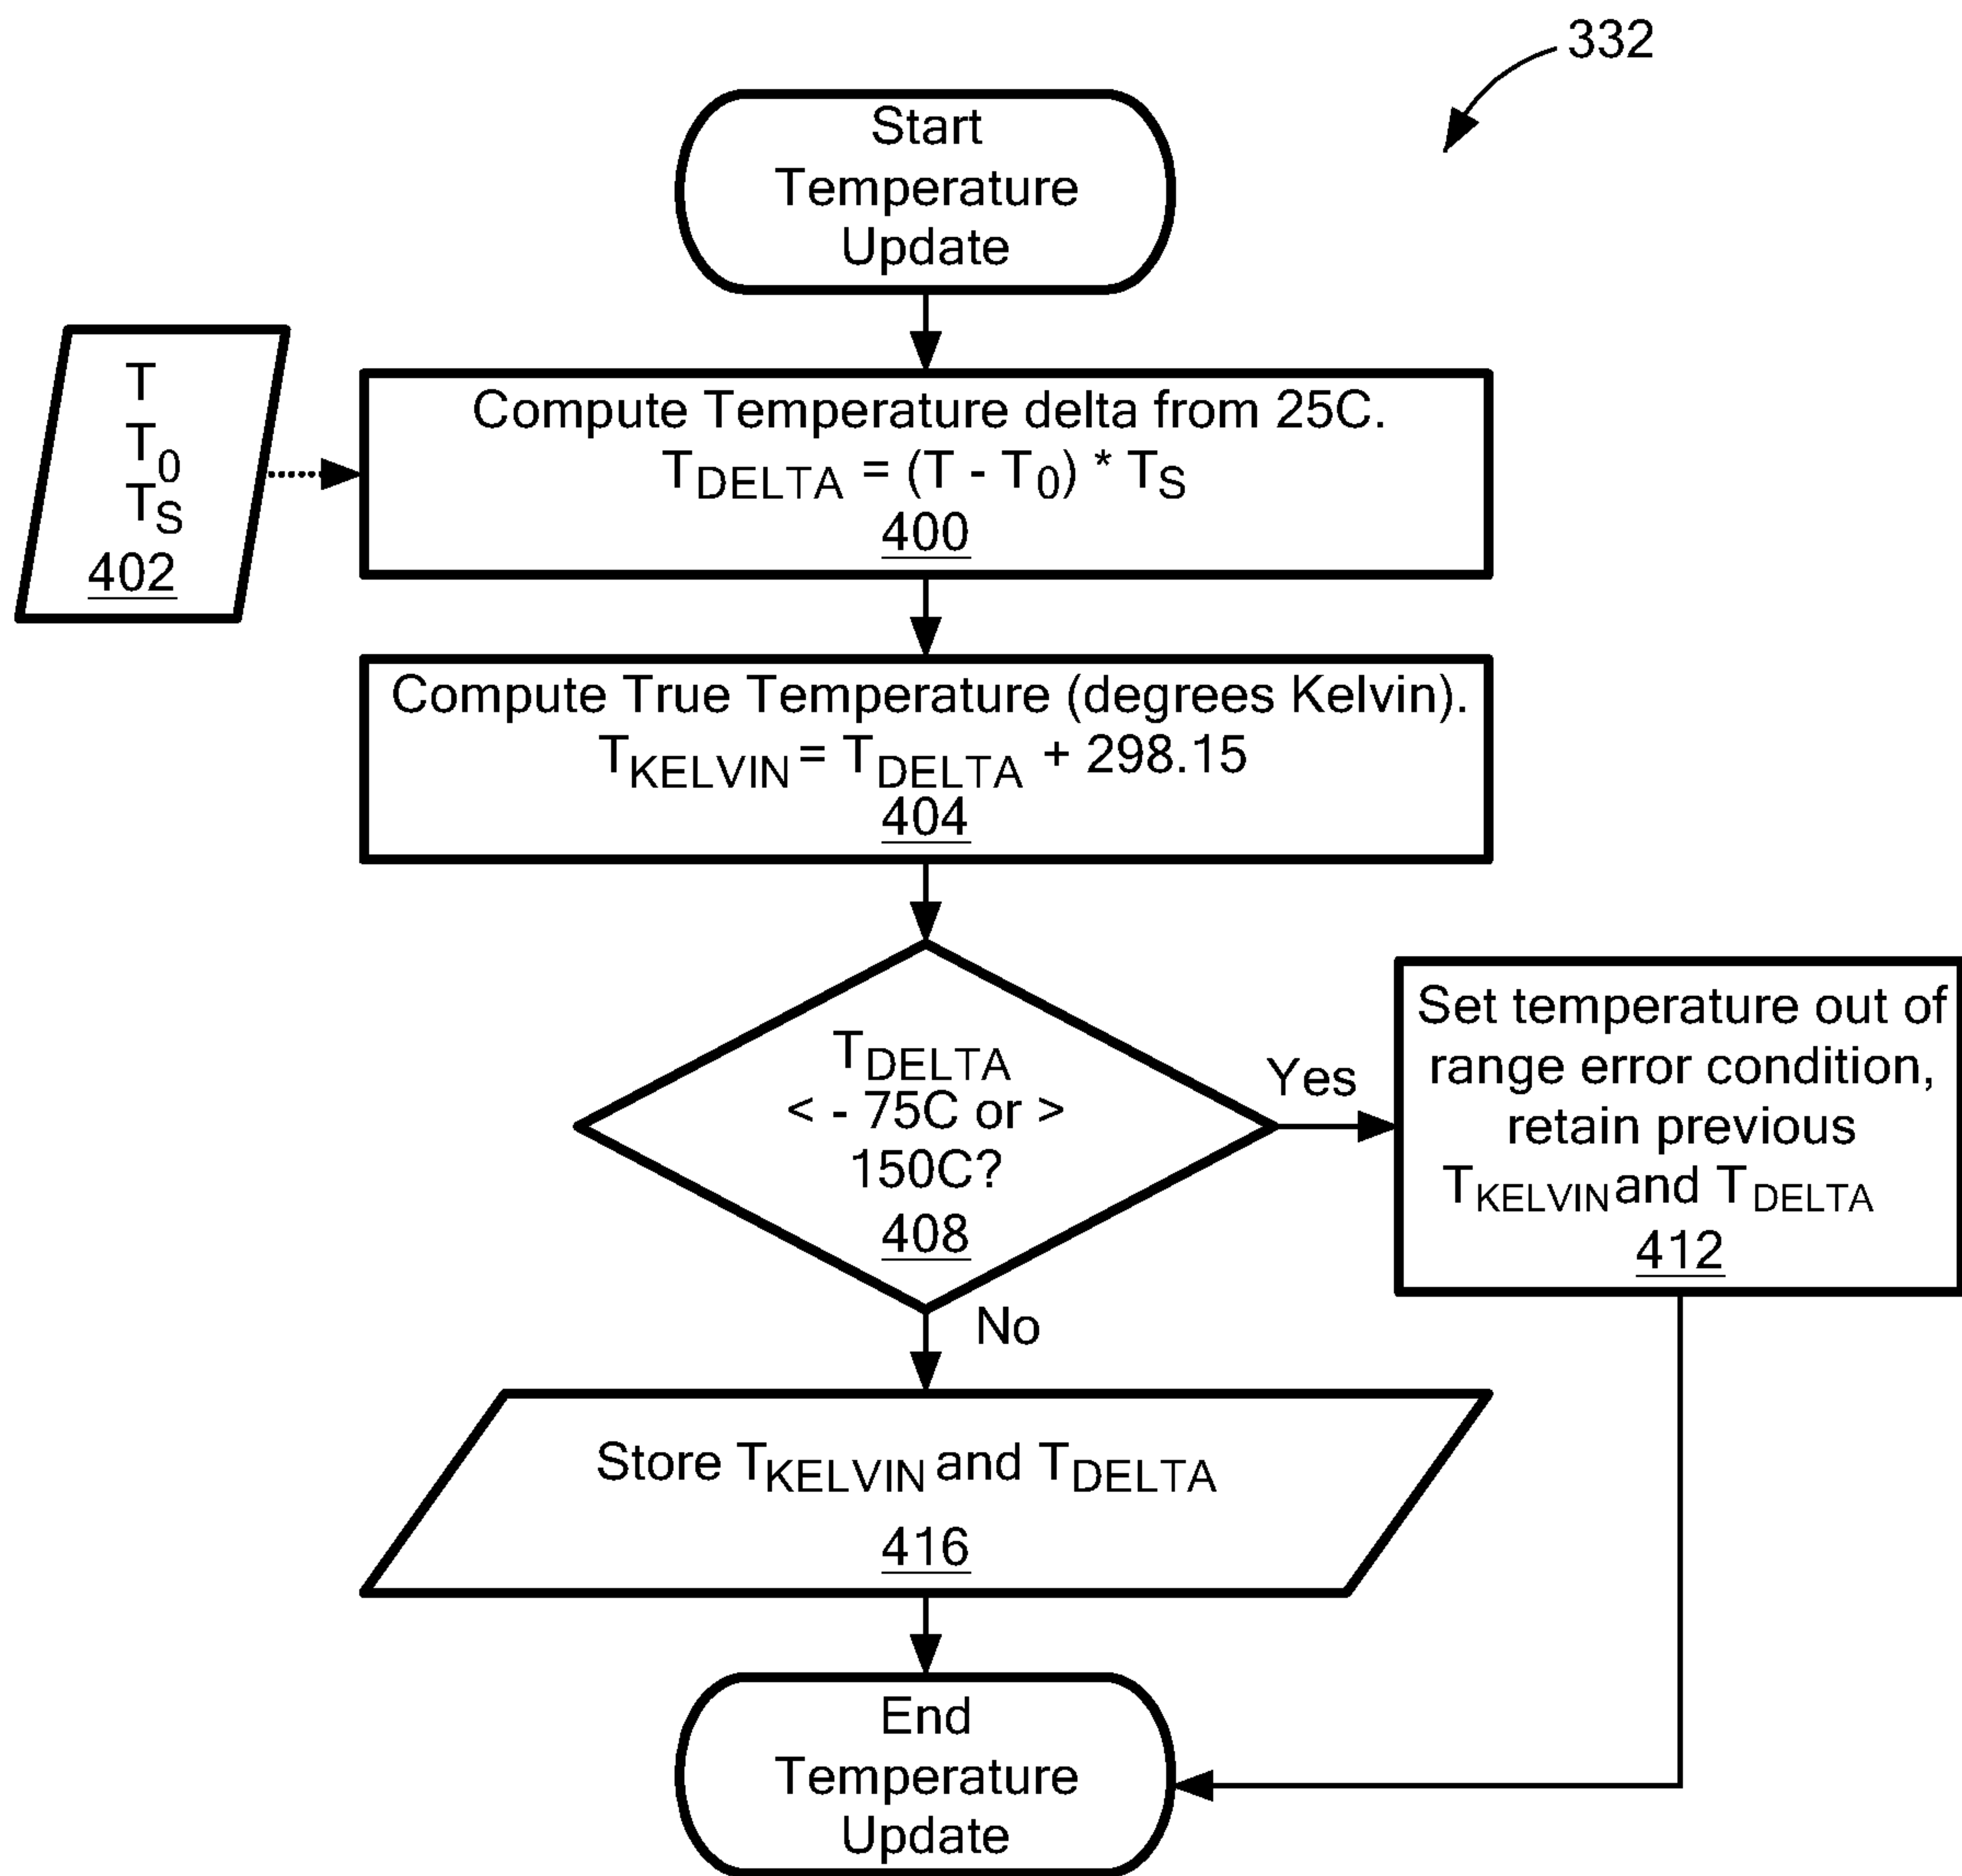 332
Start
Temperature
Update
T
T0
TS
402
Compute Temperature delta from 25C.
TDELTA = (T - T0) * TS
400
Compute True Temperature (degrees Kelvin).
TKELVIN = TDELTA + 298.15
404
TDELTA
< - 75C or >
150C?
408
Yes
Set temperature out of
range error condition,
retain previous
TKELVIN and TDELTA
412
No
Store TKELVIN and TDELTA
416
End
Temperature
Update